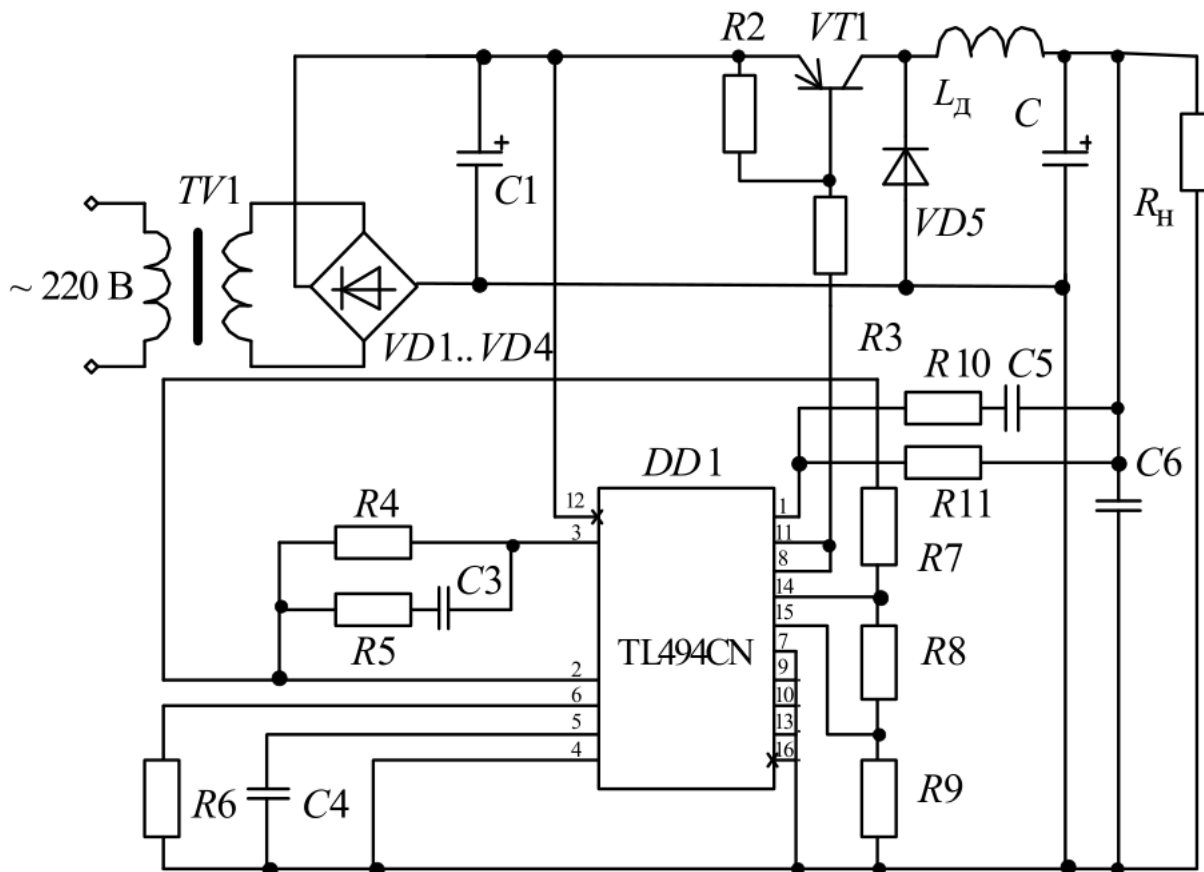 R2
VT1
Lд
C
C1
TV1
VD5
Rн
~ 220 В
VD1..VD4
R3
R10
C5
DD1
C6
R11
R4
12
3
1
11
8
14
15
7
9
10
13
16
R7
C3
R5
TL494CN
R8
2
6
5
4
R6
C4
R9